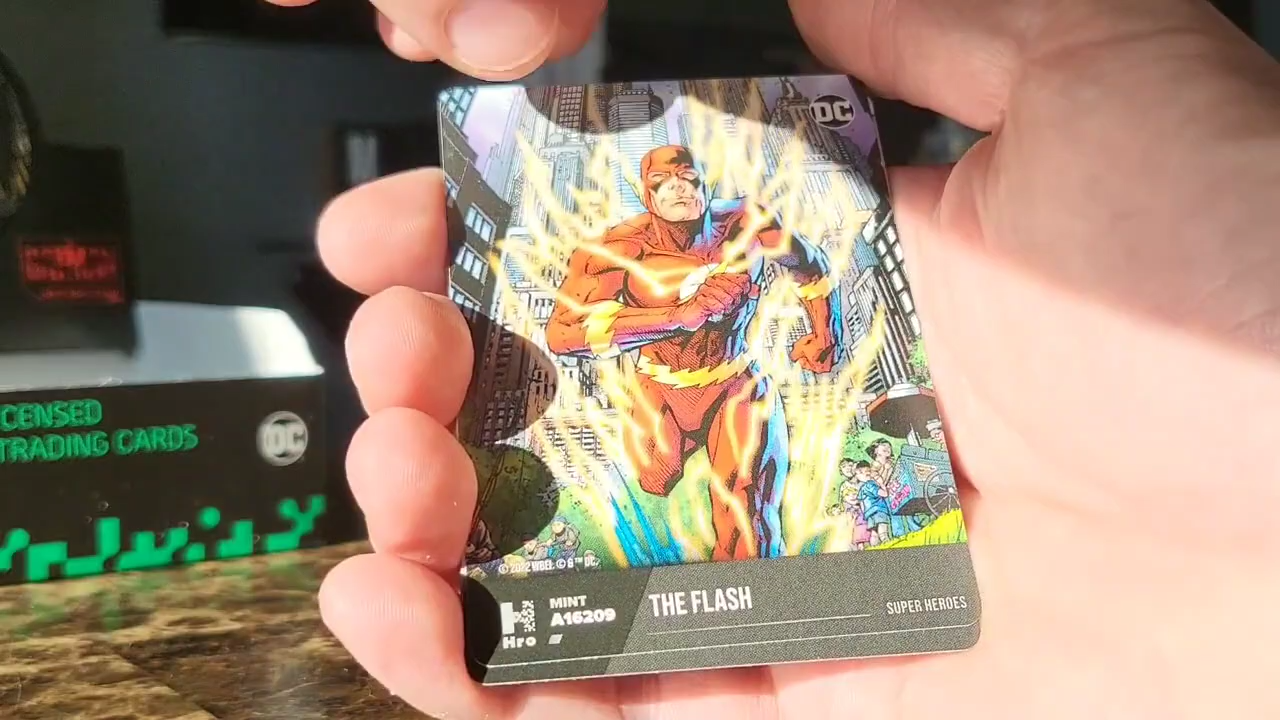 DC
CENSED
TRADING CARDS
DC
© 2022 WBEI. © & ™ DC.
MINT
A16209
Hro
THE FLASH
SUPER HEROES